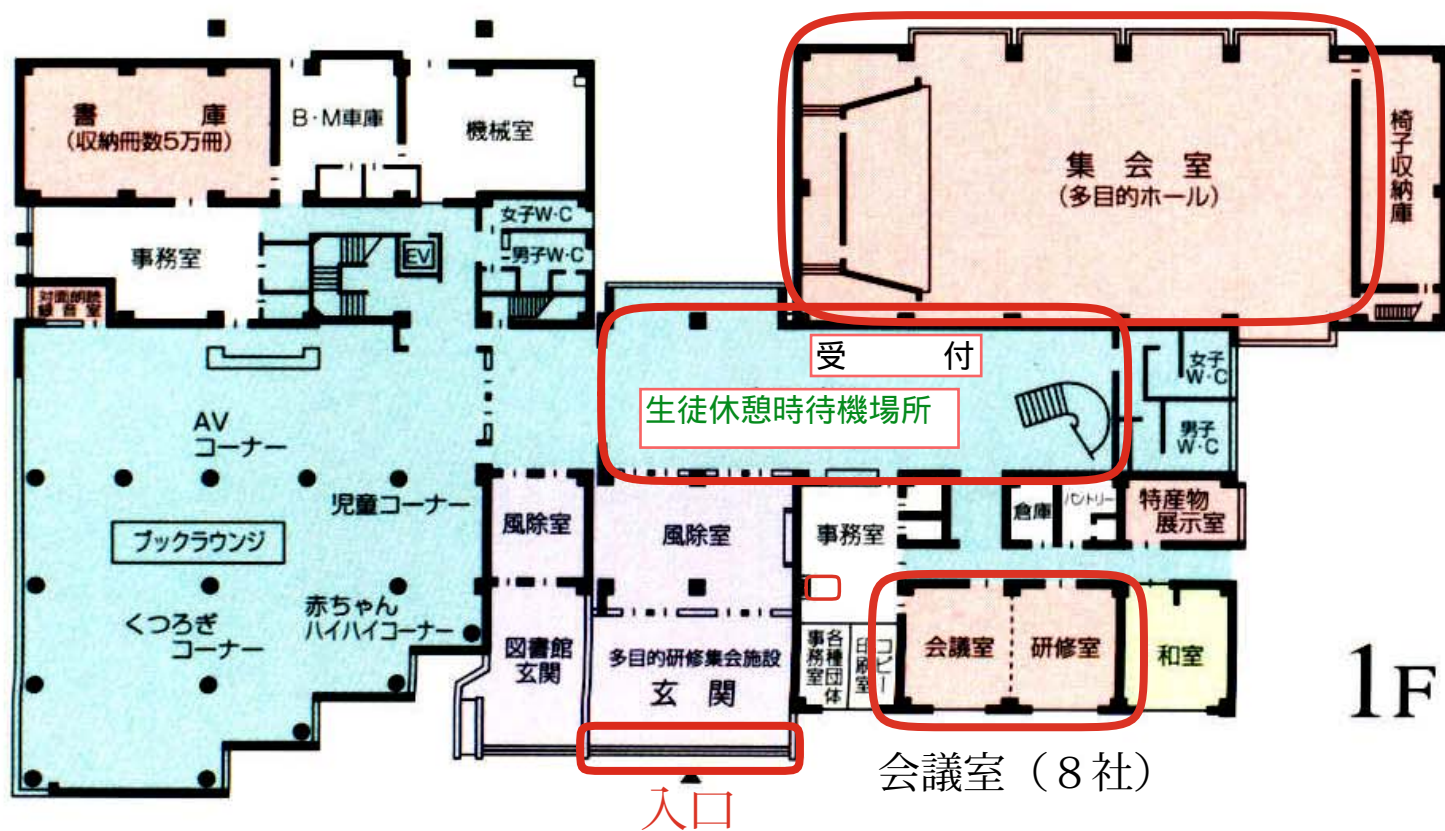 書 庫
(収納冊数5万冊)
B・M車庫
機械室
集 会 室
(多目的ホール)
椅子収納庫
事務室
女子W・C
男子W・C
EV
対面朗読
録音室
受 付
生徒休憩時待機場所
女子
W・C
男子
W・C
AV
コーナー
児童コーナー
ブックラウンジ
くつろぎ
コーナー
赤ちゃん
ハイハイコーナー
風除室
風除室
事務室
倉庫
パントリー
特産物
展示室
図書館
玄関
多目的研修集会施設
玄 関
各種団体
事務室
コピー
印刷室
会議室
研修室
和室
1F
会議室（８社）
入口